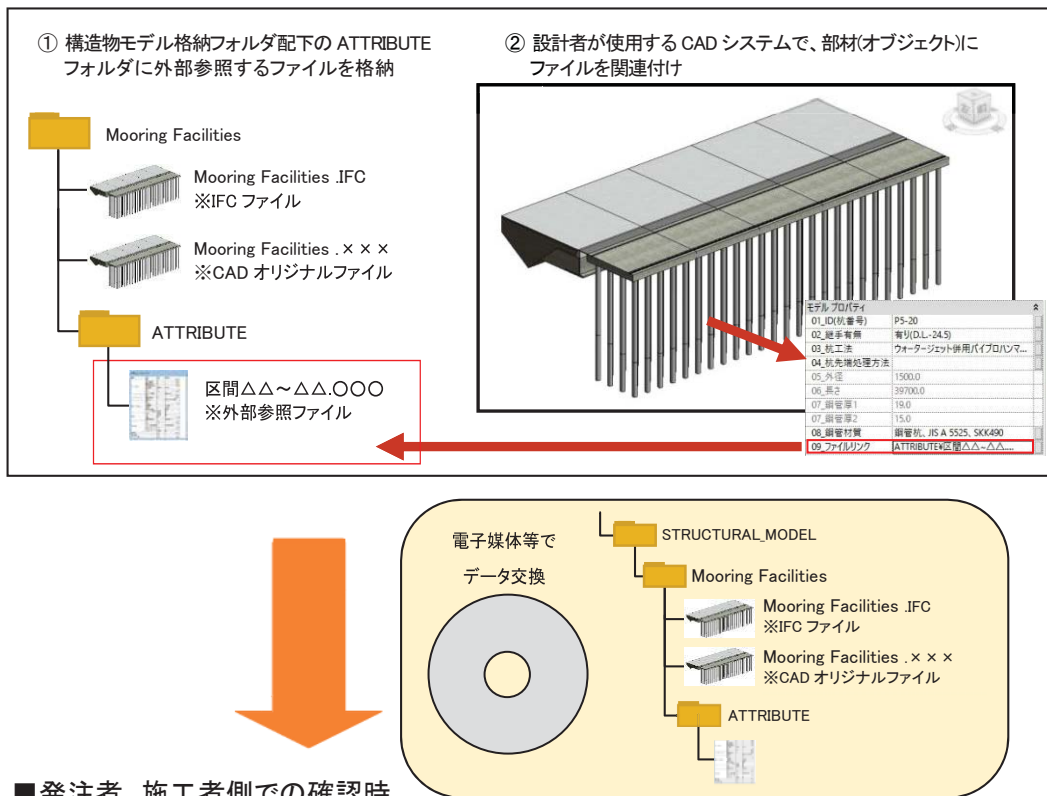 ① 構造物モデル格納フォルダ配下の ATTRIBUTE
フォルダに外部参照するファイルを格納
Mooring Facilities
Mooring Facilities .IFC
※IFC ファイル
Mooring Facilities .×××
※CAD オリジナルファイル
ATTRIBUTE
区間△△~△△.○○○
※外部参照ファイル
② 設計者が使用する CAD システムで、部材(オブジェクト)に
ファイルを関連付け
モデル プロパティ
01_ID(杭番号) P5-20
02_継手有無 有り(D.L.-24.5)
03_杭工法 ウォータージェット併用バイブロハンマ...
04_杭先端処理方法
05_外径 1500.0
06_長さ 39700.0
07_鋼管厚1 19.0
07_鋼管厚2 15.0
08_鋼管材質 鋼管杭、JIS A 5525、SKK490
09_ファイルリンク ATTRIBUTE¥区間△△~△△....
電子媒体等で
データ交換
STRUCTURAL_MODEL
Mooring Facilities
Mooring Facilities .IFC
※IFC ファイル
Mooring Facilities .×××
※CAD オリジナルファイル
ATTRIBUTE
■発注者、施工者側での確認時